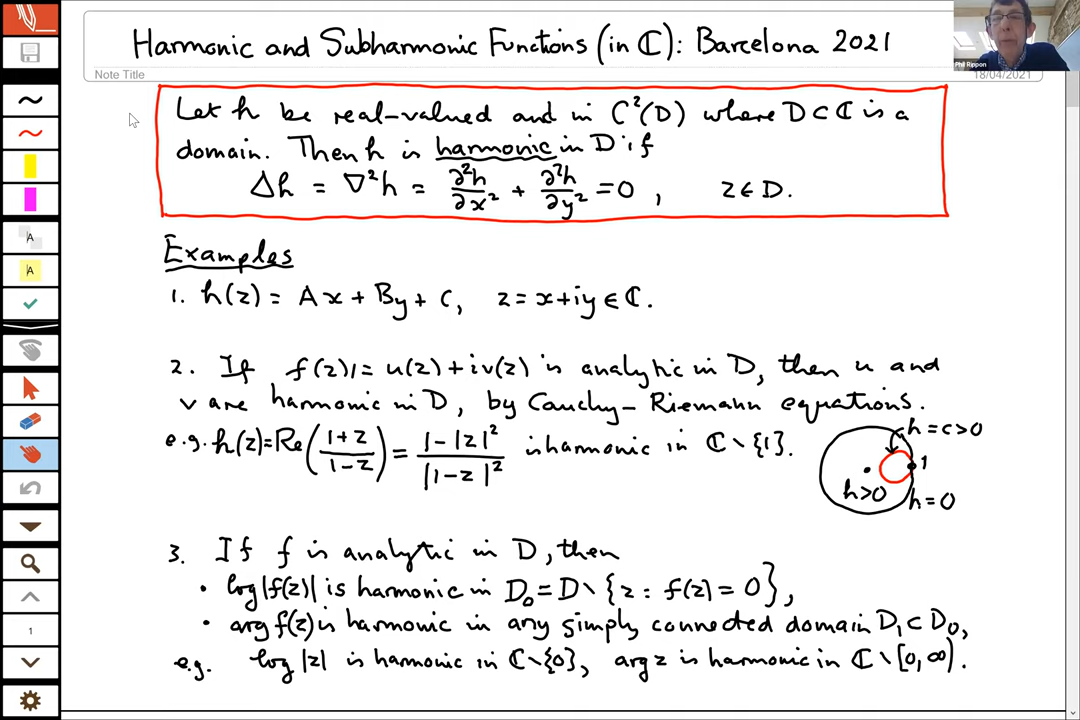 Harmonic and Subharmonic Functions (in ℂ): Barcelona 2021
Phil Rippon
Note Title
18/04/2021
Let h be real-valued and in C²(D) where D⊂ℂ is a
domain. Then h is harmonic in D if
Δh = ∇²h = ∂²h/∂x² + ∂²h/∂y² = 0, z∈D.
Examples
1. h(z) = Ax + By + C, z = x+iy ∈ ℂ.
2. If f(z) = u(z) + iv(z) is analytic in D, then u and
v are harmonic in D, by Cauchy–Riemann equations.
e.g. h(z) = Re((1+z)/(1-z)) = (1-|z|²)/|1-z|² is harmonic in ℂ\{1}.
h = c > 0
1
h>0
h=0
3. If f is analytic in D, then
• log|f(z)| is harmonic in D₀ = D\{z : f(z) = 0},
• arg f(z) is harmonic in any simply connected domain D₁⊂D₀,
e.g. log|z| is harmonic in ℂ\{0}, arg z is harmonic in ℂ\[0,∞).
A
A
1